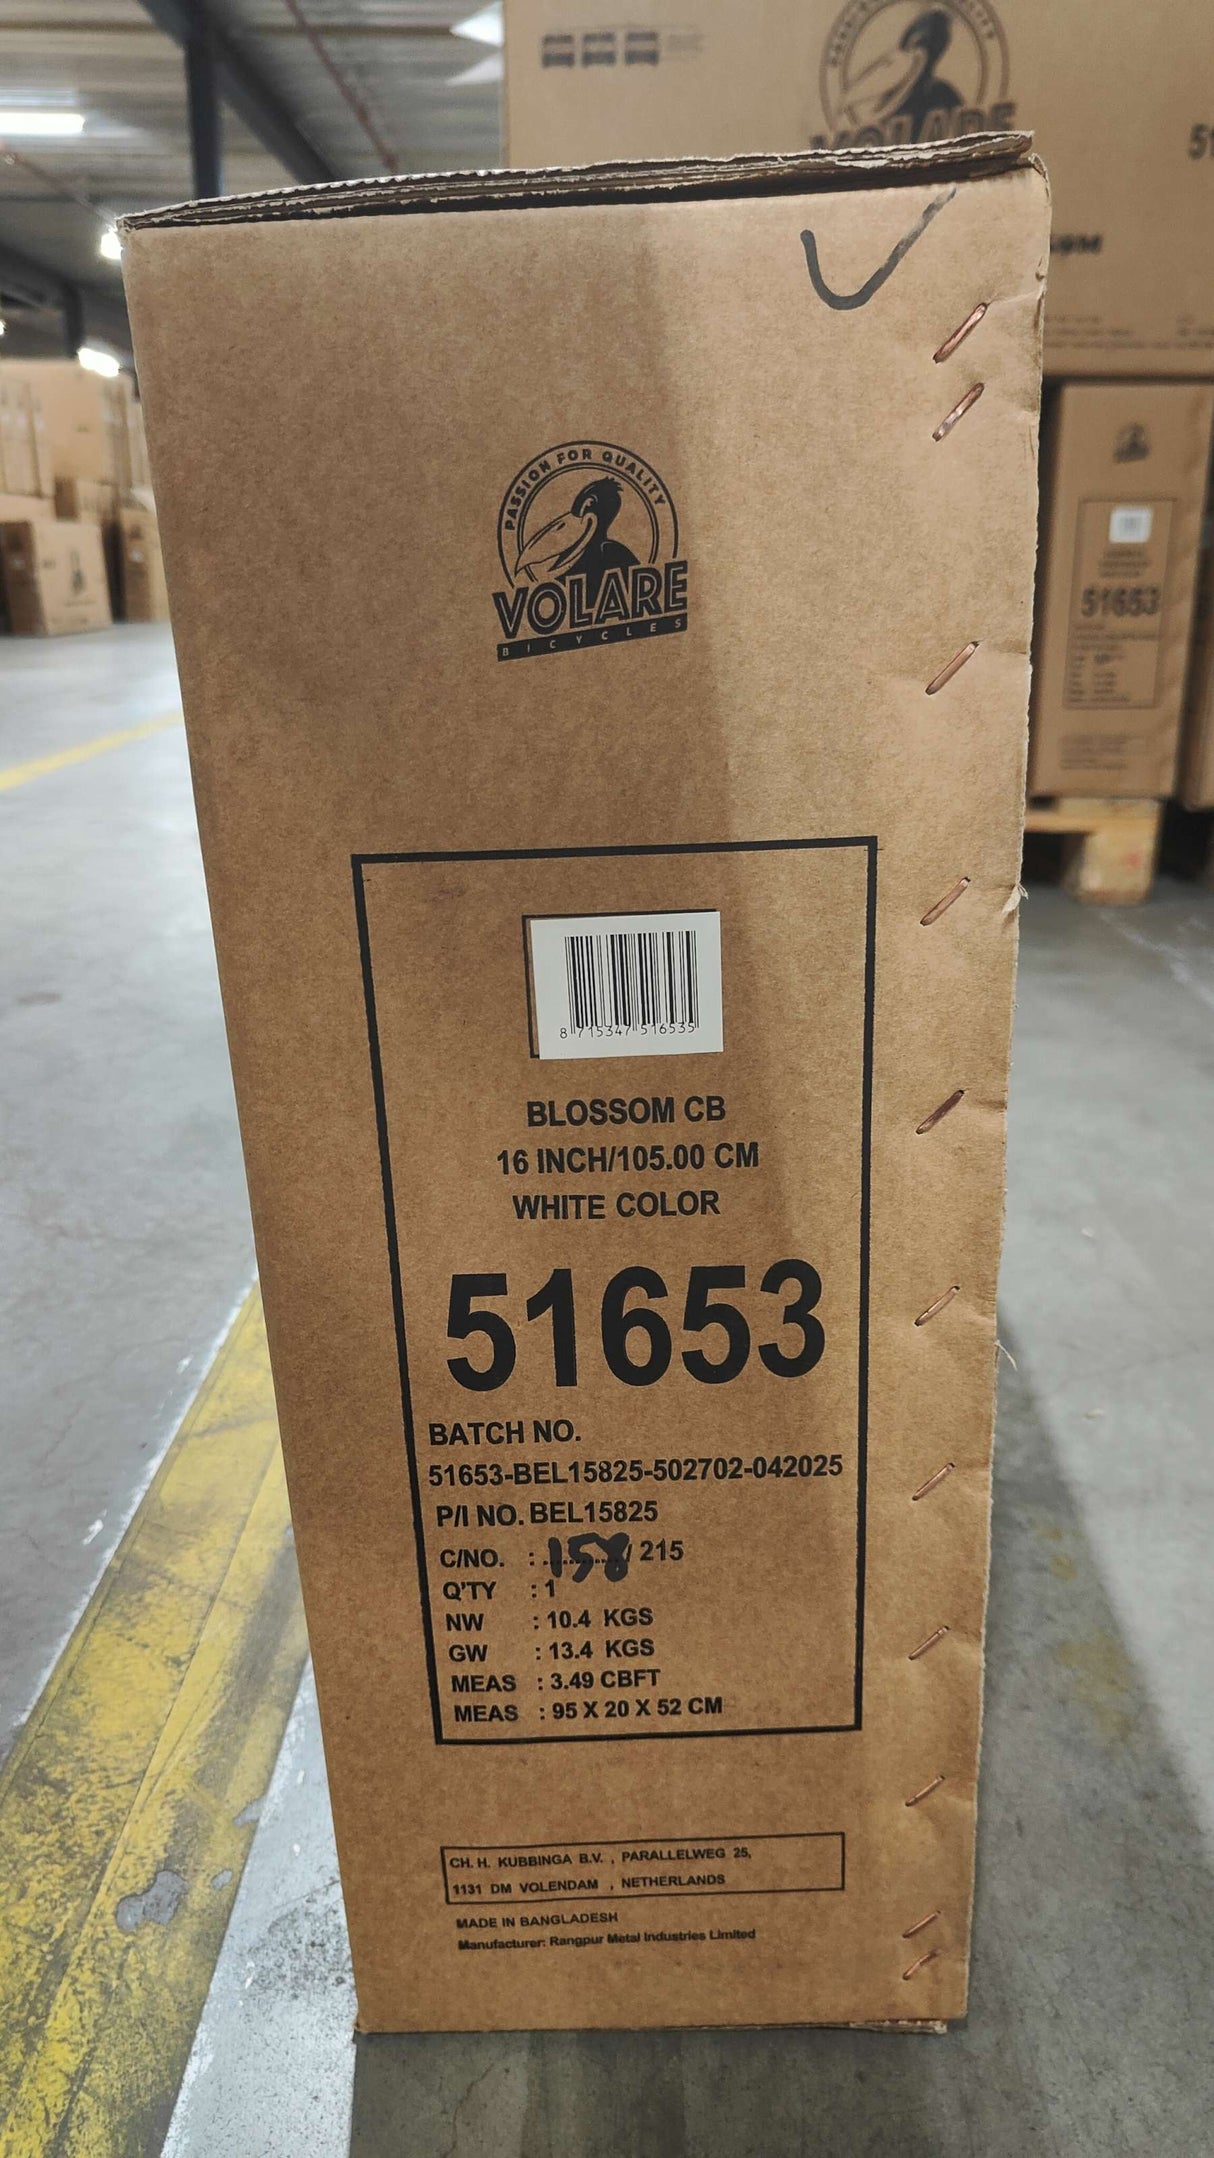 PASSION FOR QUALITY
VOLARE
BICYCLES
8 715347 516535
BLOSSOM CB
16 INCH/105.00 CM
WHITE COLOR
51653
BATCH NO.
51653-BEL15825-502702-042025
P/I NO. BEL15825
C/NO. : 158 / 215
Q'TY : 1
NW : 10.4 KGS
GW : 13.4 KGS
MEAS : 3.49 CBFT
MEAS : 95 X 20 X 52 CM
CH. H. KUBBINGA B.V. , PARALLELWEG 25,
1131 DM VOLENDAM , NETHERLANDS
MADE IN BANGLADESH
Manufacturer: Rangpur Metal Industries Limited
VOLARE
51653